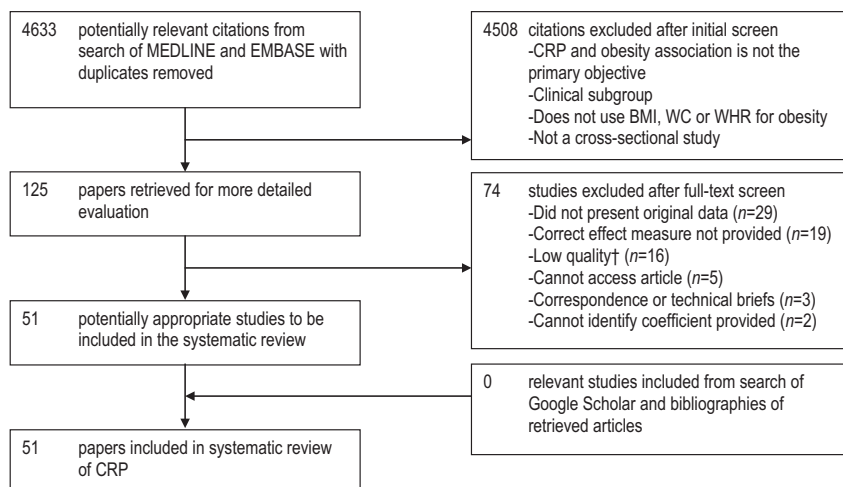 4633 potentially relevant citations from
search of MEDLINE and EMBASE with
duplicates removed
4508 citations excluded after initial screen
-CRP and obesity association is not the
primary objective
-Clinical subgroup
-Does not use BMI, WC or WHR for obesity
-Not a cross-sectional study
125 papers retrieved for more detailed
evaluation
74 studies excluded after full-text screen
-Did not present original data (n=29)
-Correct effect measure not provided (n=19)
-Low quality† (n=16)
-Cannot access article (n=5)
-Correspondence or technical briefs (n=3)
-Cannot identify coefficient provided (n=2)
51 potentially appropriate studies to be
included in the systematic review
0 relevant studies included from search of
Google Scholar and bibliographies of
retrieved articles
51 papers included in systematic review
of CRP